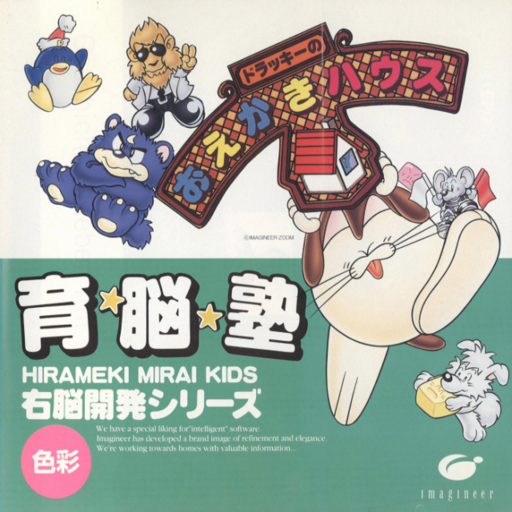 ドラッキーの
おえかきハウス
©IMAGINEER·ZOOM
育★脳★塾
HIRAMEKI MIRAI KIDS
右脳開発シリーズ
色彩
We have a special liking for"intelligent" software.
Imagineer has developed a brand image of refinement and elegance.
We're working towards homes with valuable information...
imagineer